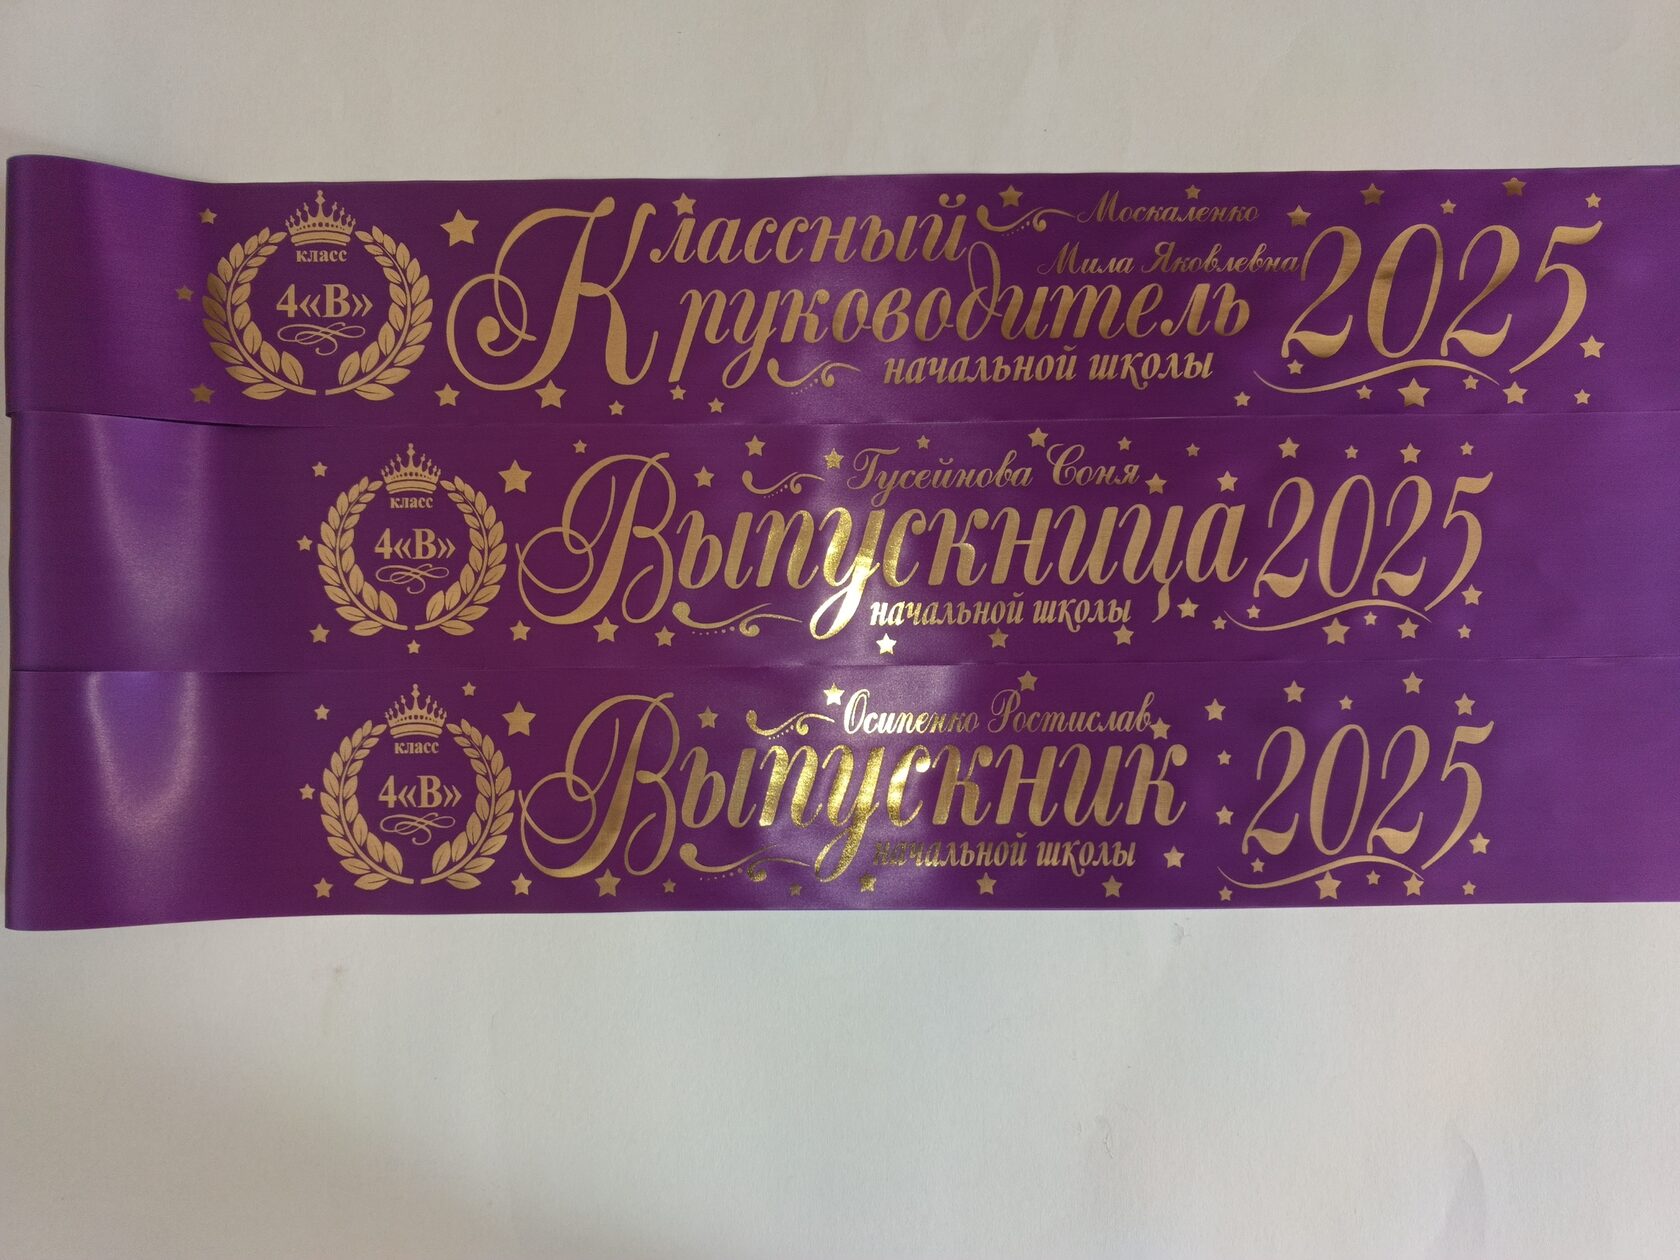 класс
4«В»
Классный
руководитель
Москаленко
Мила Яковлевна
начальной школы
2025
класс
4«В»
Гусейнова Соня
Выпускница
начальной школы
2025
класс
4«В»
Осипенко Ростислав
Выпускник
начальной школы
2025